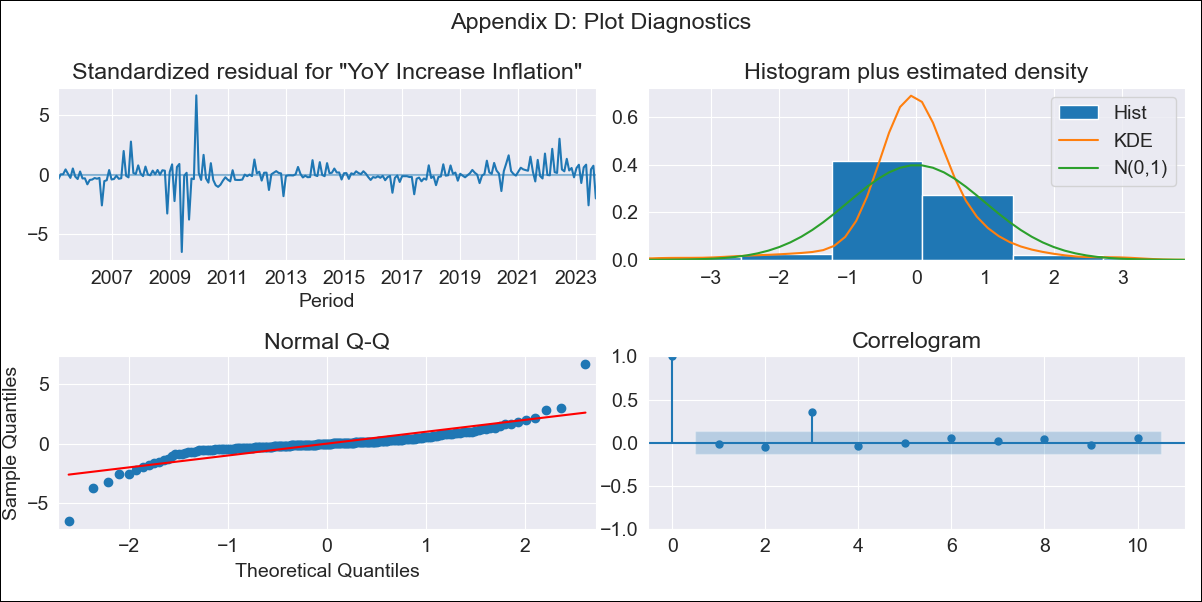 Appendix D: Plot Diagnostics
Standardized residual for "YoY Increase Inflation"
5
0
−5
2007 2009 2011 2013 2015 2017 2019 2021 2023
Period
Histogram plus estimated density
0.6
0.4
0.2
0.0
−3 −2 −1 0 1 2 3
Hist
KDE
N(0,1)
Normal Q-Q
Sample Quantiles
5
0
−5
−2 −1 0 1 2
Theoretical Quantiles
Correlogram
1.0
0.5
0.0
−0.5
−1.0
0 2 4 6 8 10